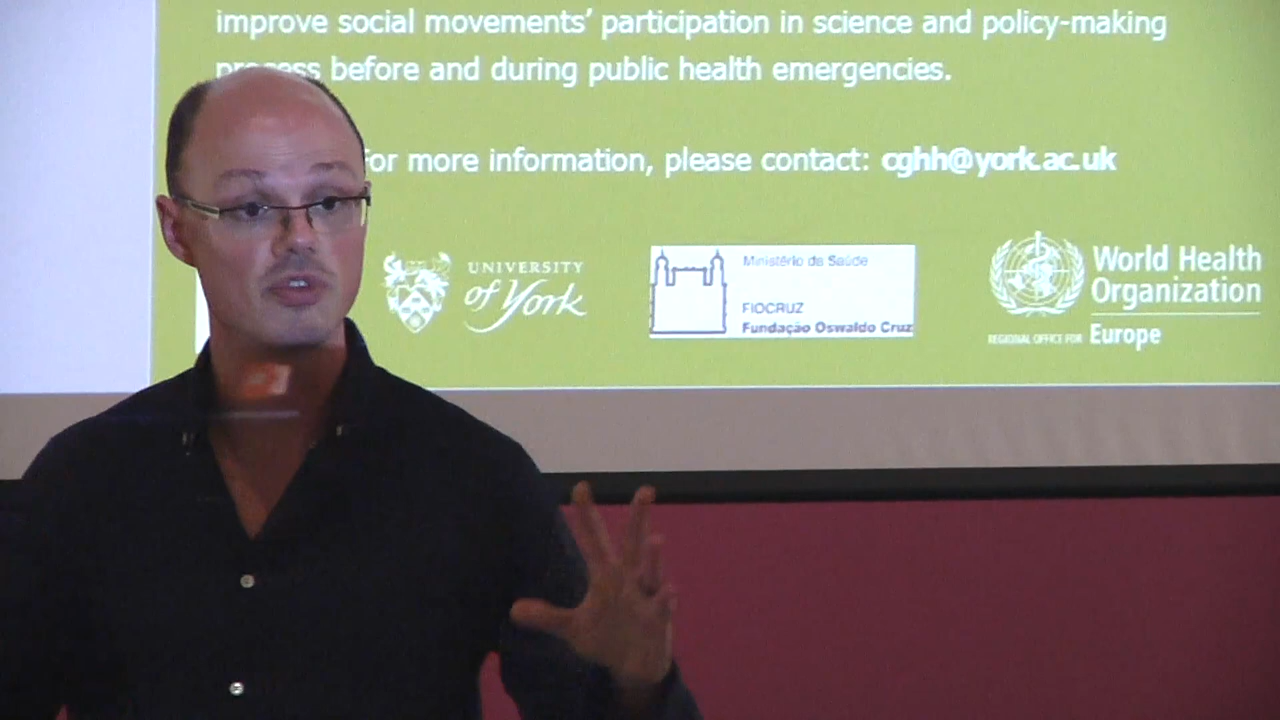 improve social movements’ participation in science and policy-making
process before and during public health emergencies.
For more information, please contact: cghh@york.ac.uk
UNIVERSITY
of York
Ministério da Saúde
FIOCRUZ
Fundação Oswaldo Cruz
World Health
Organization
REGIONAL OFFICE FOR Europe